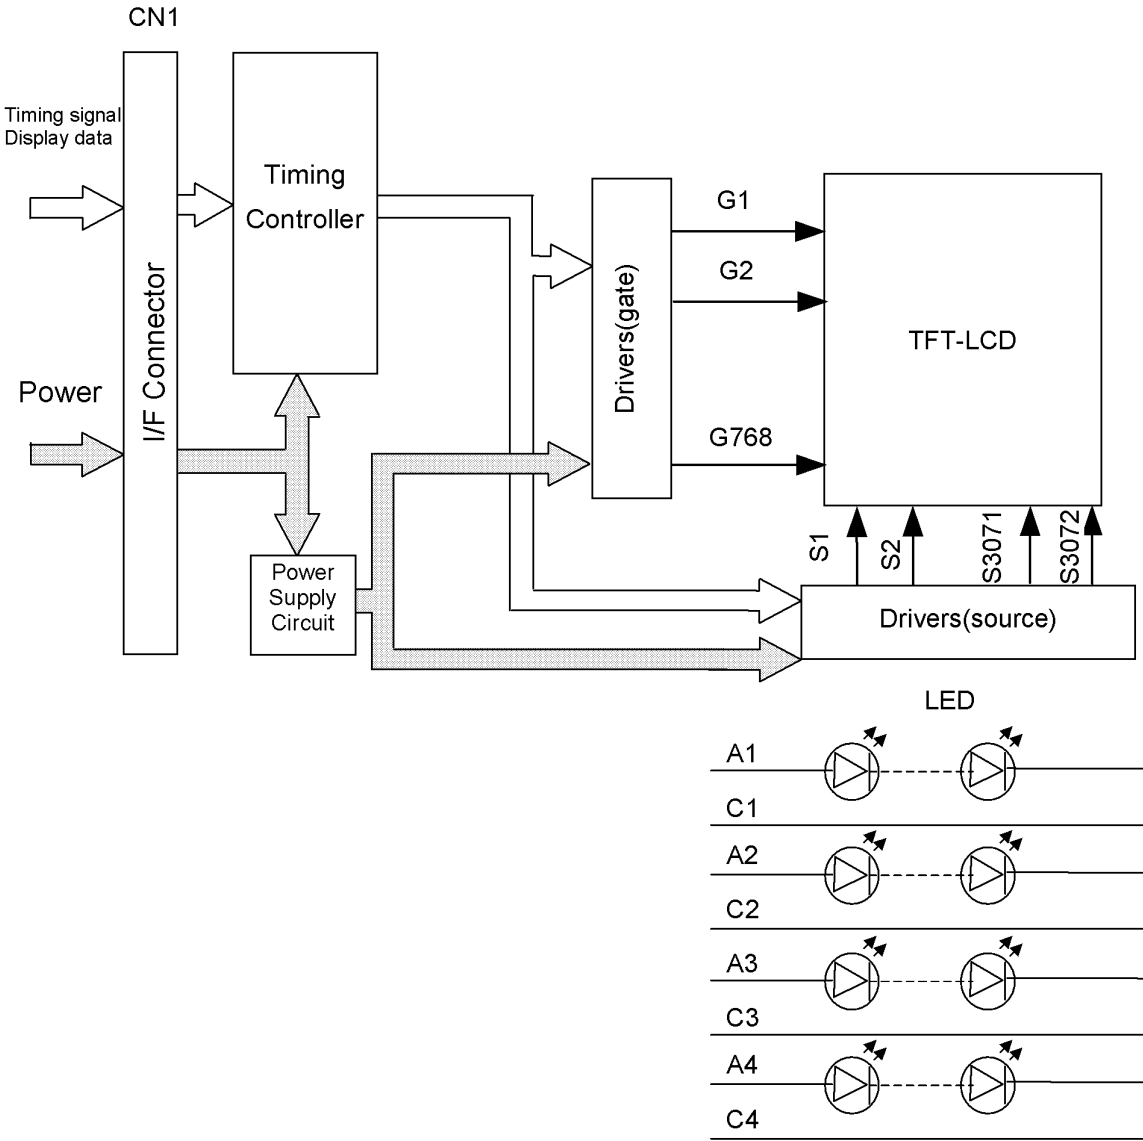 CN1
Timing signal
Display data
Power
I/F Connector
Timing
Controller
Power
Supply
Circuit
Drivers(gate)
G1
G2
G768
TFT-LCD
S1
S2
S3071
S3072
Drivers(source)
LED
A1
C1
A2
C2
A3
C3
A4
C4